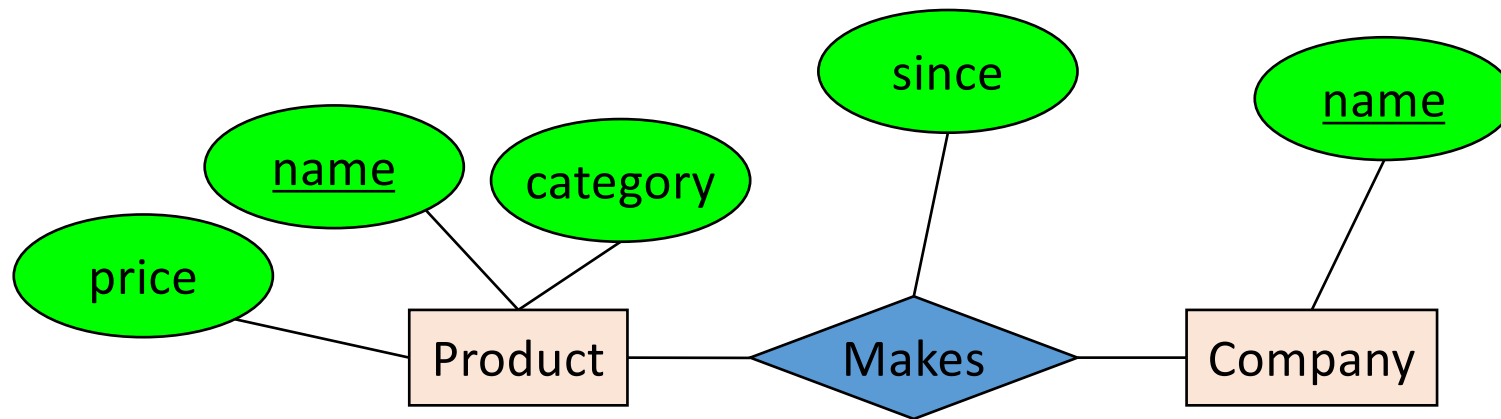 since
name
name
category
price
Product
Makes
Company